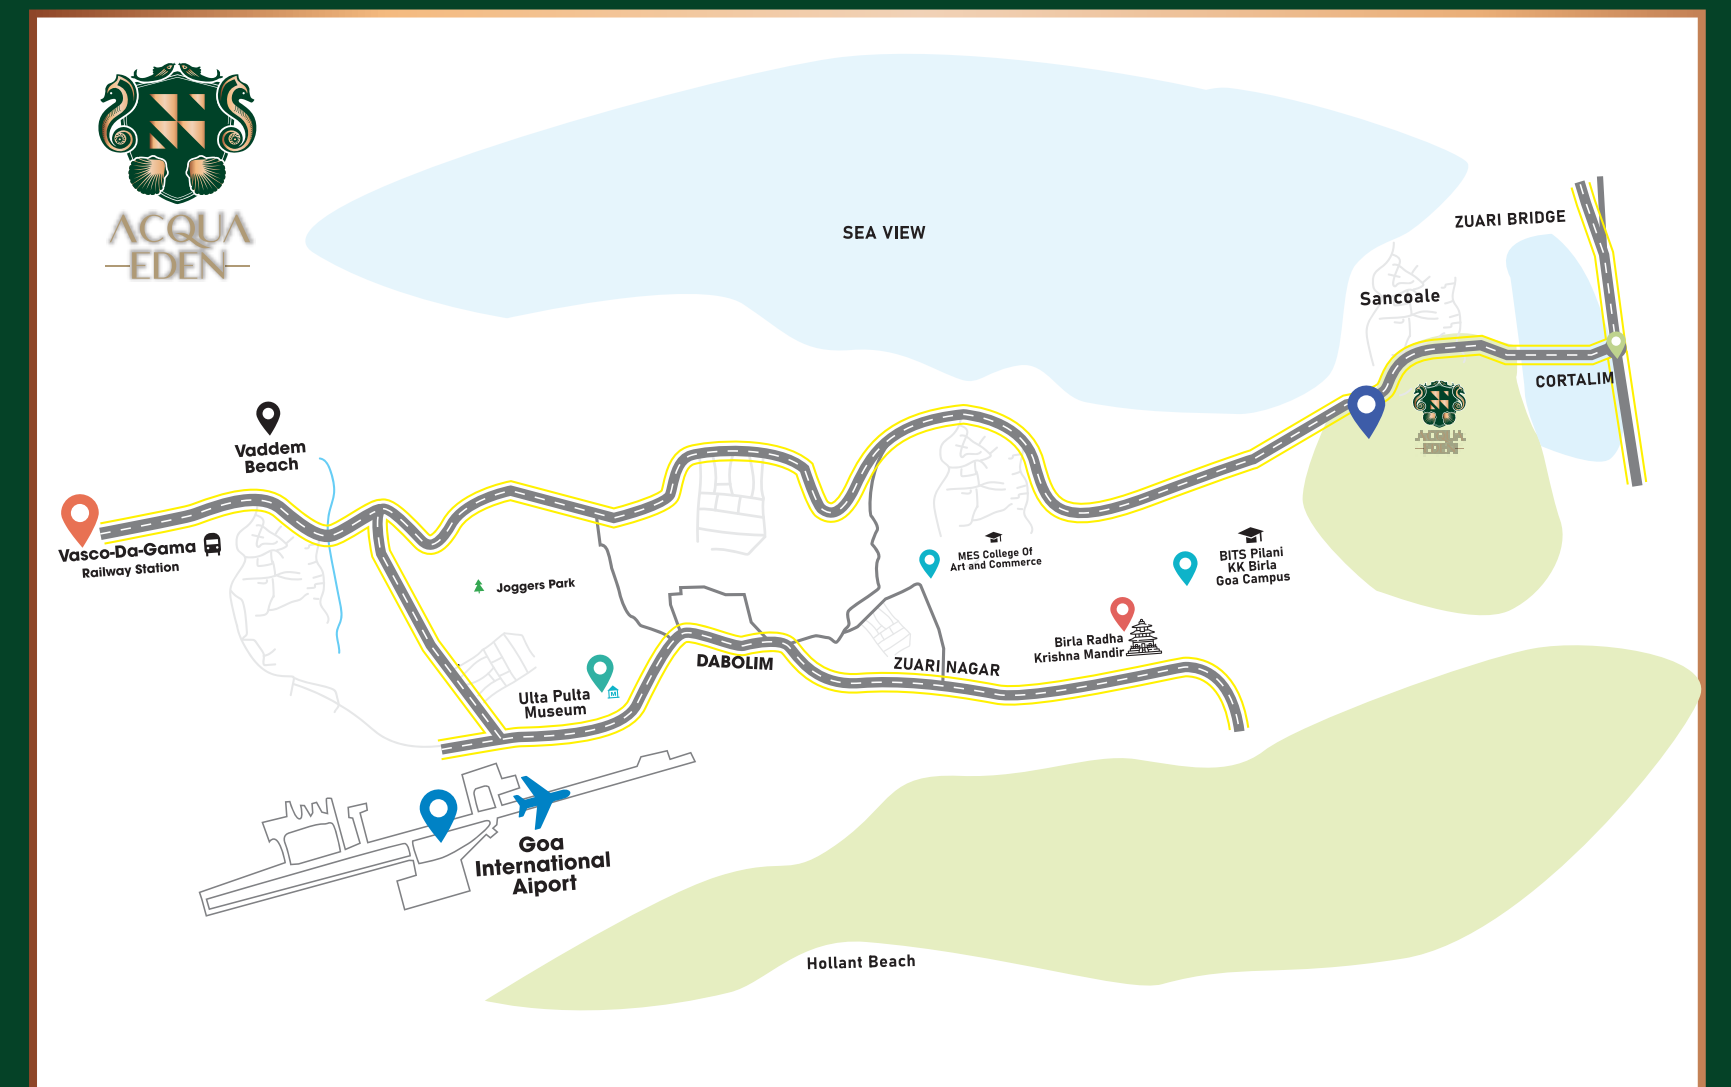 ACQUA
EDEN
SEA VIEW
ZUARI BRIDGE
Sancoale
CORTALIM
ACQUA
EDEN
Vaddem
Beach
Vasco-Da-Gama
Railway Station
Joggers Park
MES College Of
Art and Commerce
BITS Pilani
KK Birla
Goa Campus
Birla Radha
Krishna Mandir
DABOLIM
ZUARI NAGAR
Ulta Pulta
Museum
M
Goa
International
Aiport
Hollant Beach